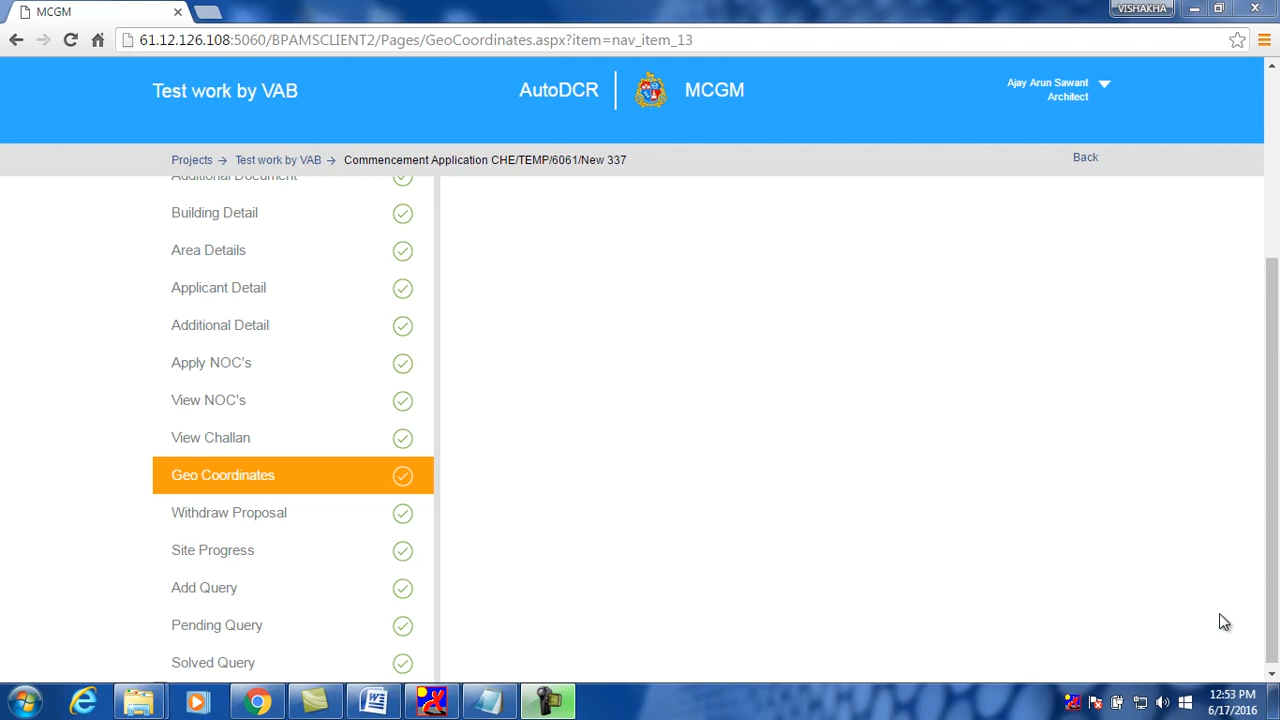 MCGM
VISHAKHA
61.12.126.108:5060/BPAMSCLIENT2/Pages/GeoCoordinates.aspx?item=nav_item_13
Test work by VAB
AutoDCR
MCGM
Ajay Arun Sawant
Architect
Projects → Test work by VAB → Commencement Application CHE/TEMP/6061/New 337
Back
Additional Document
Building Detail
Area Details
Applicant Detail
Additional Detail
Apply NOC's
View NOC's
View Challan
Geo Coordinates
Withdraw Proposal
Site Progress
Add Query
Pending Query
Solved Query
12:53 PM
6/17/2016